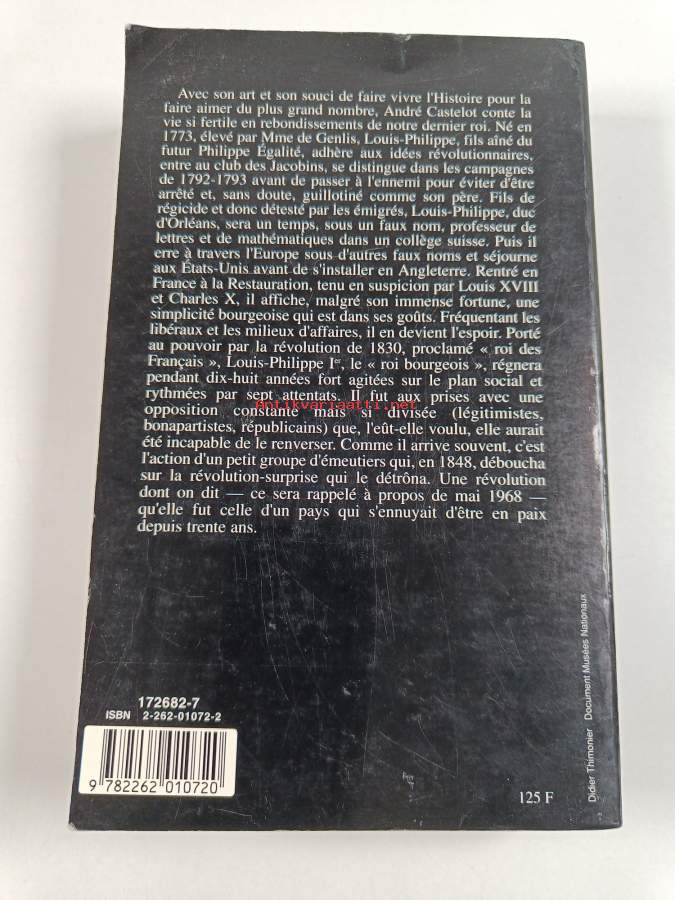 Avec son art et son souci de faire vivre l'Histoire pour la
faire aimer du plus grand nombre, André Castelot conte la
vie si fertile en rebondissements de notre dernier roi. Né en
1773, élevé par Mme de Genlis, Louis-Philippe, fils aîné du
futur Philippe Égalité, adhère aux idées révolutionnaires,
entre au club des Jacobins, se distingue dans les campagnes
de 1792-1793 avant de passer à l'ennemi pour éviter d'être
arrêté et, sans doute, guillotiné comme son père. Fils de
régicide et donc détesté par les émigrés, Louis-Philippe, duc
d'Orléans, sera un temps, sous un faux nom, professeur de
lettres et de mathématiques dans un collège suisse. Puis il
erre à travers l'Europe sous d'autres faux noms et séjourne
aux États-Unis avant de s'installer en Angleterre. Rentré en
France à la Restauration, tenu en suspicion par Louis XVIII
et Charles X, il affiche, malgré son immense fortune, une
simplicité bourgeoise qui est dans ses goûts. Fréquentant les
libéraux et les milieux d'affaires, il en devient l'espoir. Porté
au pouvoir par la révolution de 1830, proclamé « roi des
Français », Louis-Philippe Ier, le « roi bourgeois », régnera
pendant dix-huit années fort agitées sur le plan social et
rythmées par sept attentats. Il fut aux prises avec une
Antikvariaatti.net
opposition constante mais si divisée (légitimistes,
bonapartistes, républicains) que, l'eût-elle voulu, elle aurait
été incapable de le renverser. Comme il arrive souvent, c'est
l'action d'un petit groupe d'émeutiers qui, en 1848, déboucha
sur la révolution-surprise qui le détrôna. Une révolution
dont on dit — ce sera rappelé à propos de mai 1968 —
qu'elle fut celle d'un pays qui s'ennuyait d'être en paix
depuis trente ans.
172682-7
ISBN 2-262-01072-2
9 782262 010720
125 F
Didier Thimonier Document Musées Nationaux